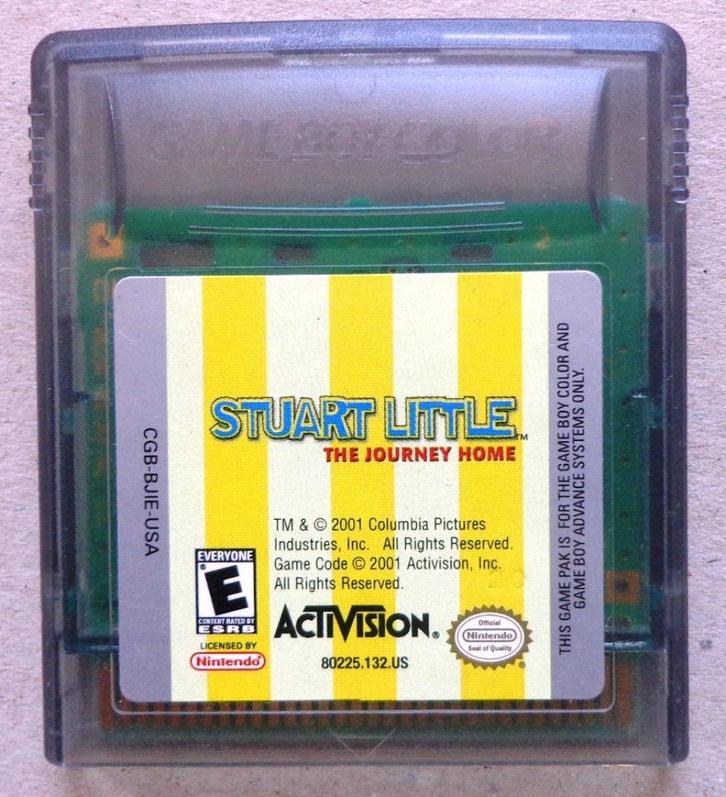 GAME BOY COLOR
STUART LITTLE™
THE JOURNEY HOME
CGB-BJIE-USA
TM & © 2001 Columbia Pictures
Industries, Inc. All Rights Reserved.
Game Code © 2001 Activision, Inc.
All Rights Reserved.
EVERYONE
E
CONTENT RATED BY
ESRB
LICENSED BY
Nintendo®
ACTIVISION®
80225.132.US
Official
Nintendo
Seal of Quality
®
THIS GAME PAK IS FOR THE GAME BOY COLOR AND
GAME BOY ADVANCE SYSTEMS ONLY.